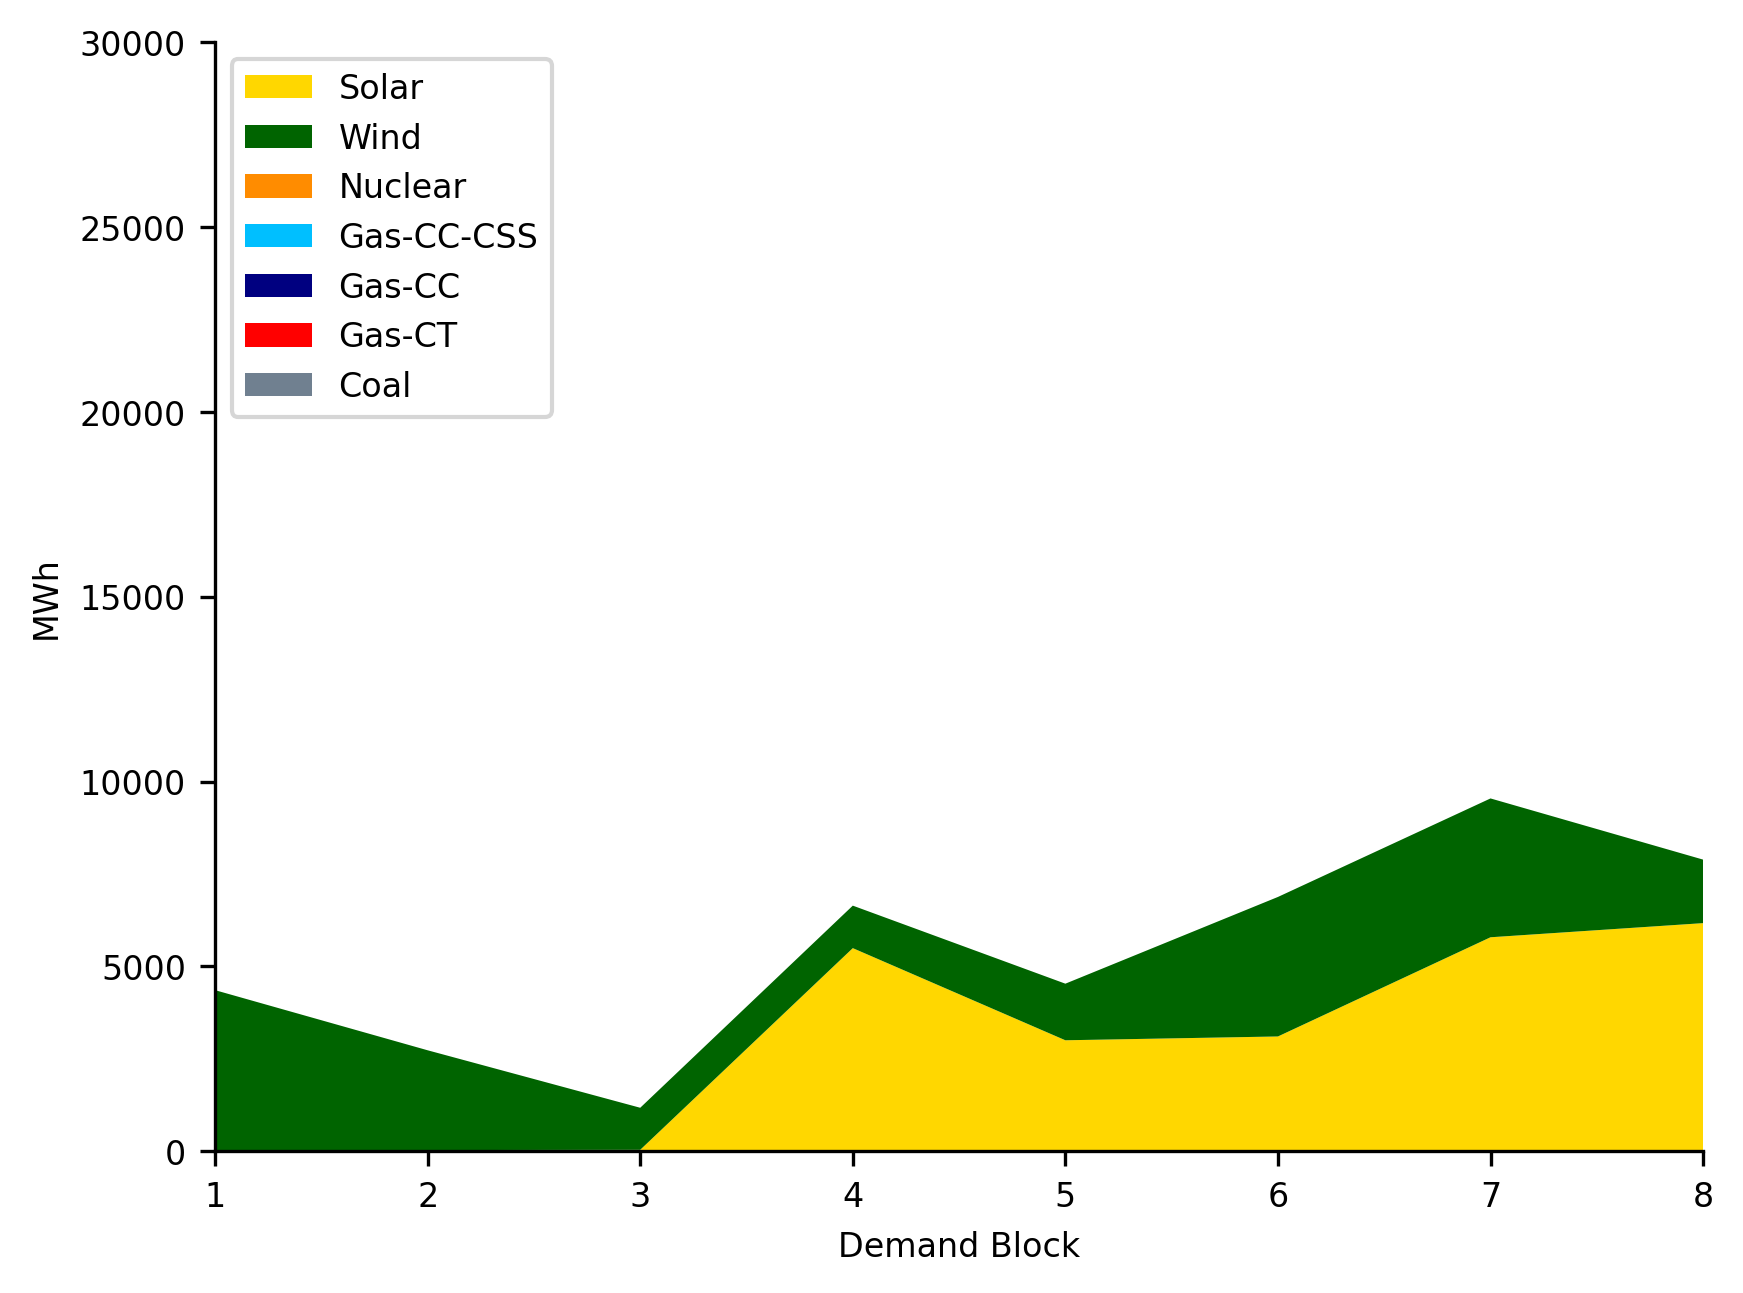 30000
25000
20000
15000
10000
5000
0
MWh
Solar
Wind
Nuclear
Gas-CC-CSS
Gas-CC
Gas-CT
Coal
1 2 3 4 5 6 7 8
Demand Block